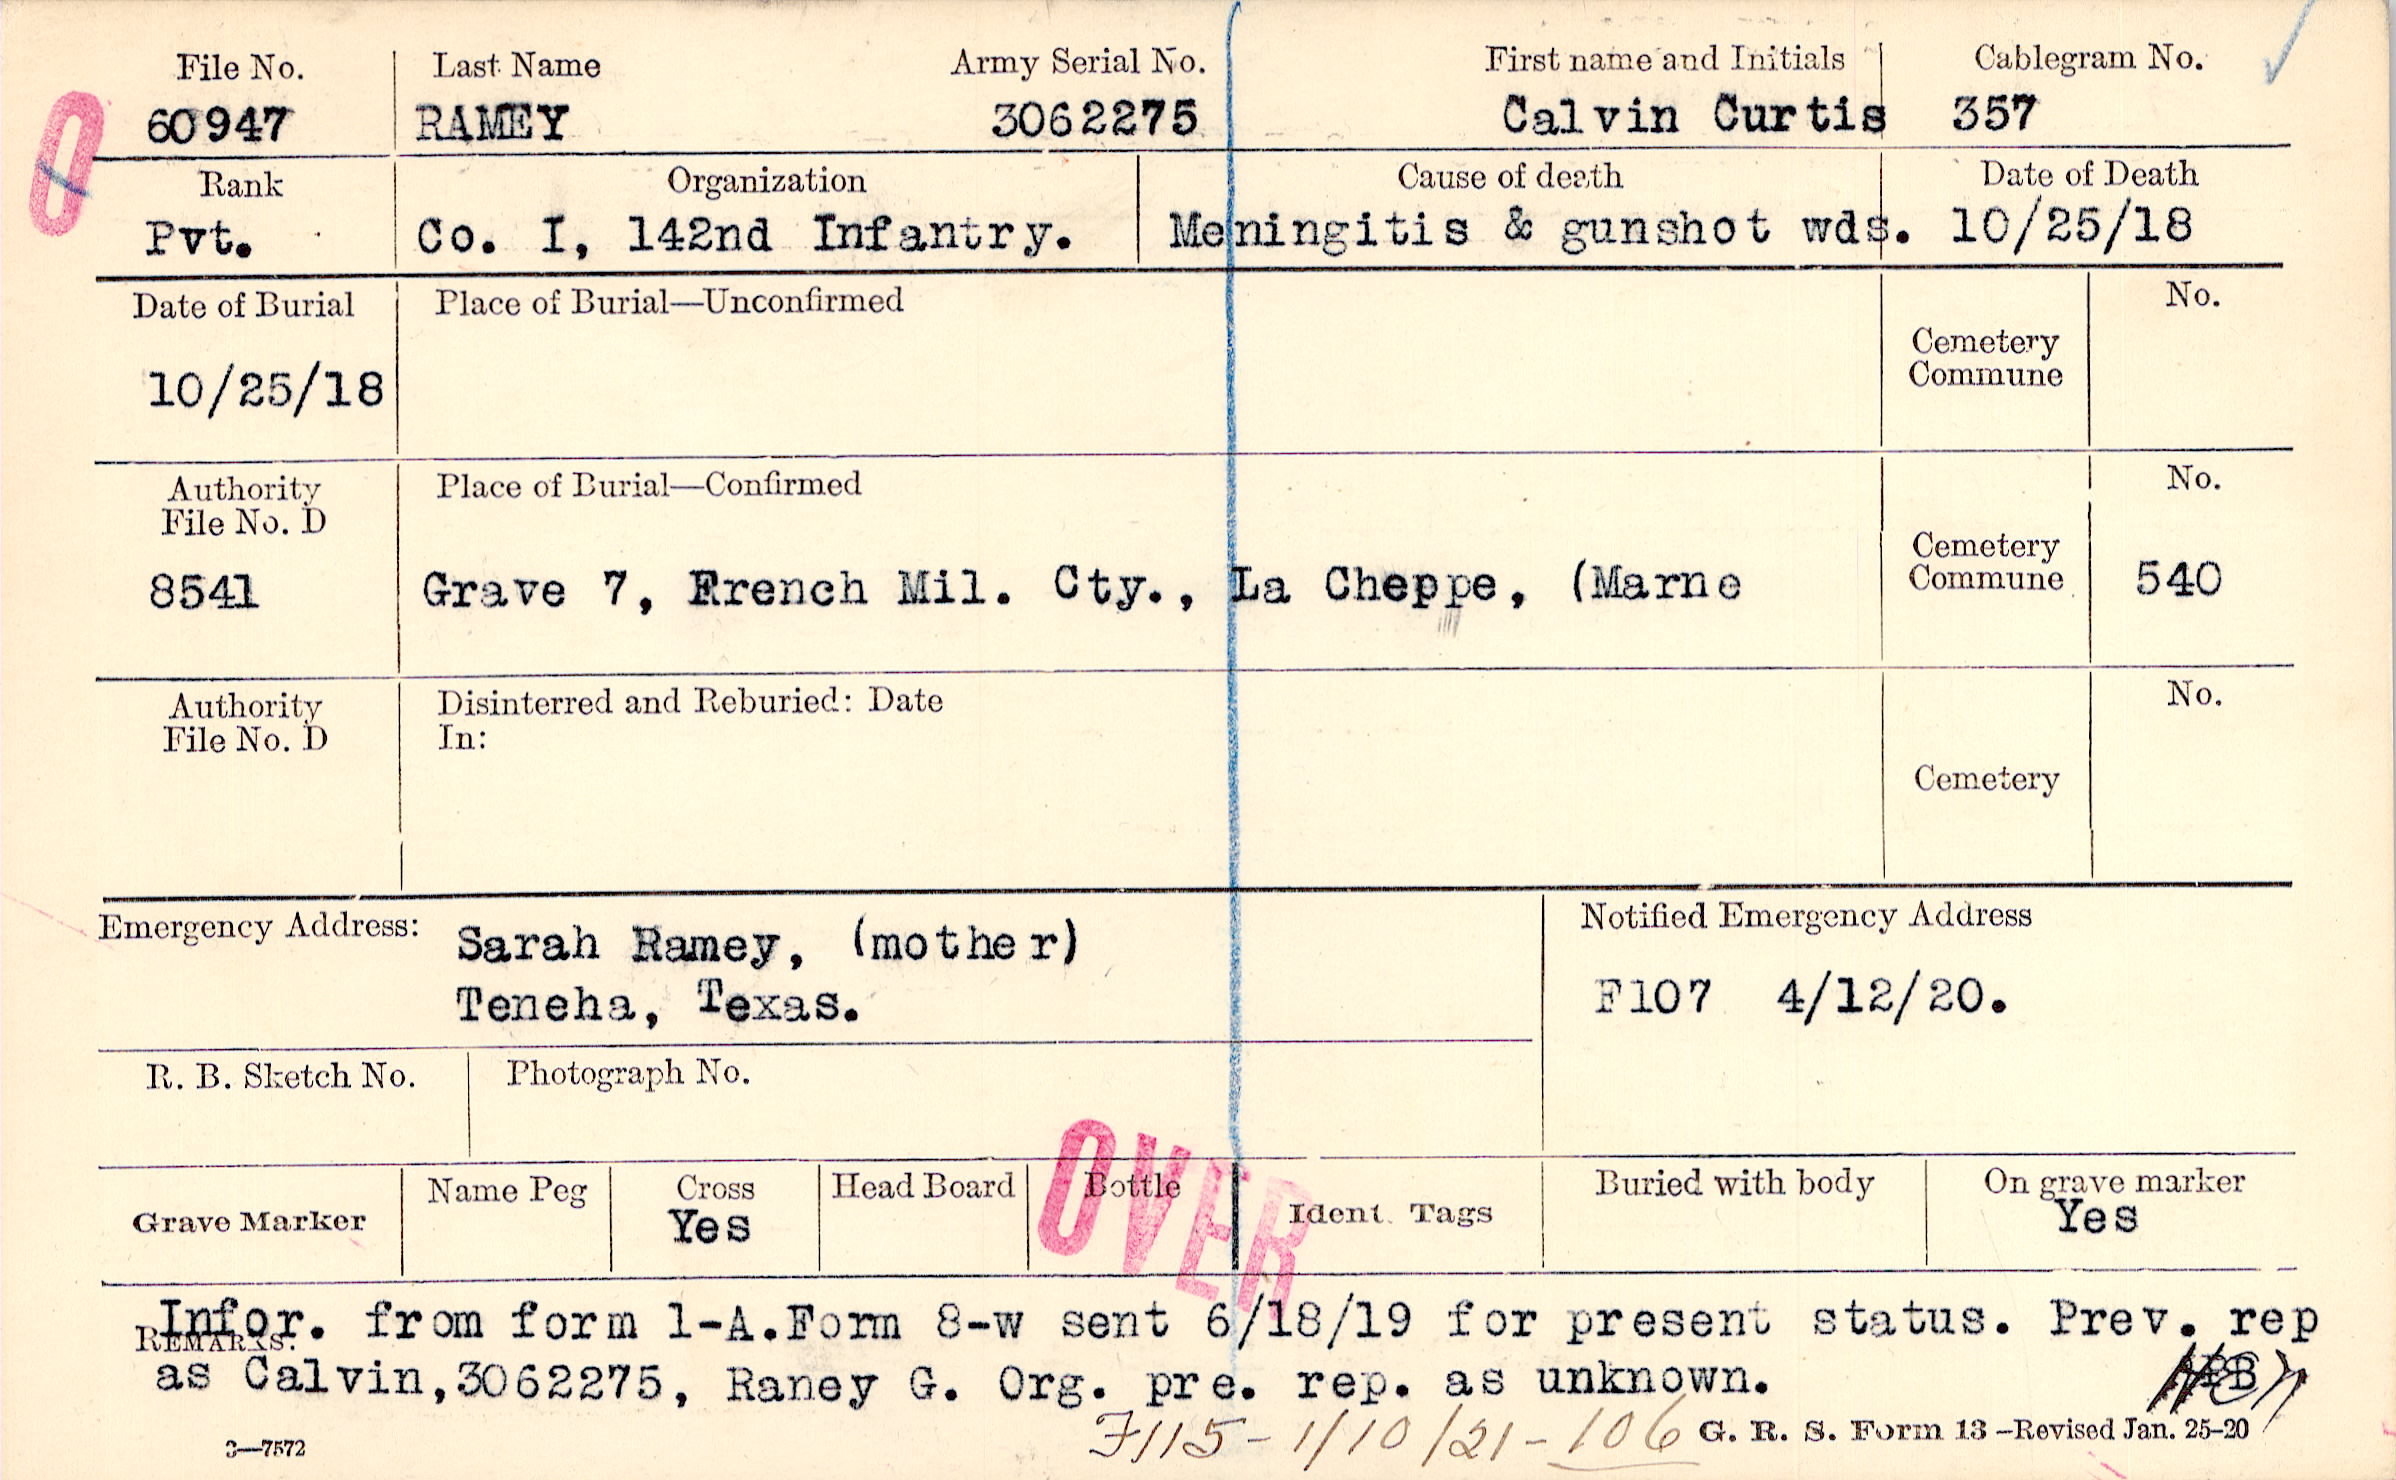 File No. Last Name Army Serial No. First name and Initials Cablegram No.
60947 RAMEY 3062275 Calvin Curtis 357
Rank Organization Cause of death Date of Death
Pvt. Co. I, 142nd Infantry. Meningitis & gunshot wds. 10/25/18
Date of Burial Place of Burial—Unconfirmed No.
Cemetery
Commune
10/25/18
Authority Place of Burial—Confirmed No.
File No. D
Cemetery
Commune
8541 Grave 7, French Mil. Cty., La Cheppe, (Marne 540
Authority Disinterred and Reburied: Date No.
File No. D In:
Cemetery
Emergency Address: Notified Emergency Address
Sarah Ramey, (mother)
Teneha, Texas. F107 4/12/20.
R. B. Sketch No. Photograph No.
OVER
Grave Marker Name Peg Cross Head Board Bottle Ident. Tags Buried with body On grave marker
Yes Yes
Infor. from form 1-A.Form 8-w sent 6/18/19 for present status. Prev. rep
REMARKS:
as Calvin,3062275, Raney G. Org. pre. rep. as unknown.
F115-1/10/21-106
3—7572 G. R. S. Form 13—Revised Jan. 25-20